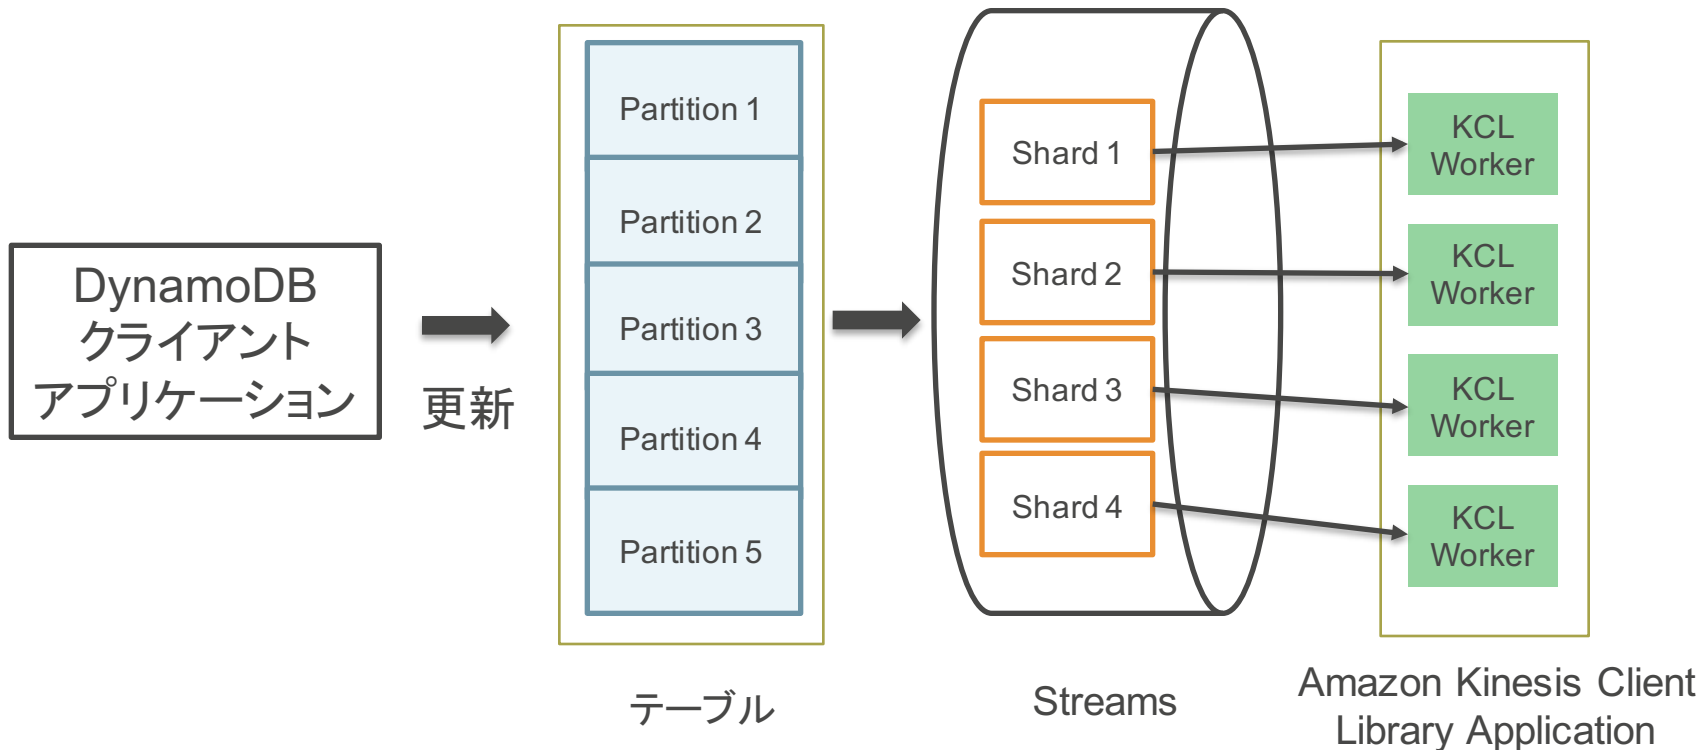 DynamoDB
クライアント
アプリケーション
更新
Partition 1
Partition 2
Partition 3
Partition 4
Partition 5
テーブル
Shard 1
Shard 2
Shard 3
Shard 4
Streams
KCL
Worker
KCL
Worker
KCL
Worker
KCL
Worker
Amazon Kinesis Client
Library Application